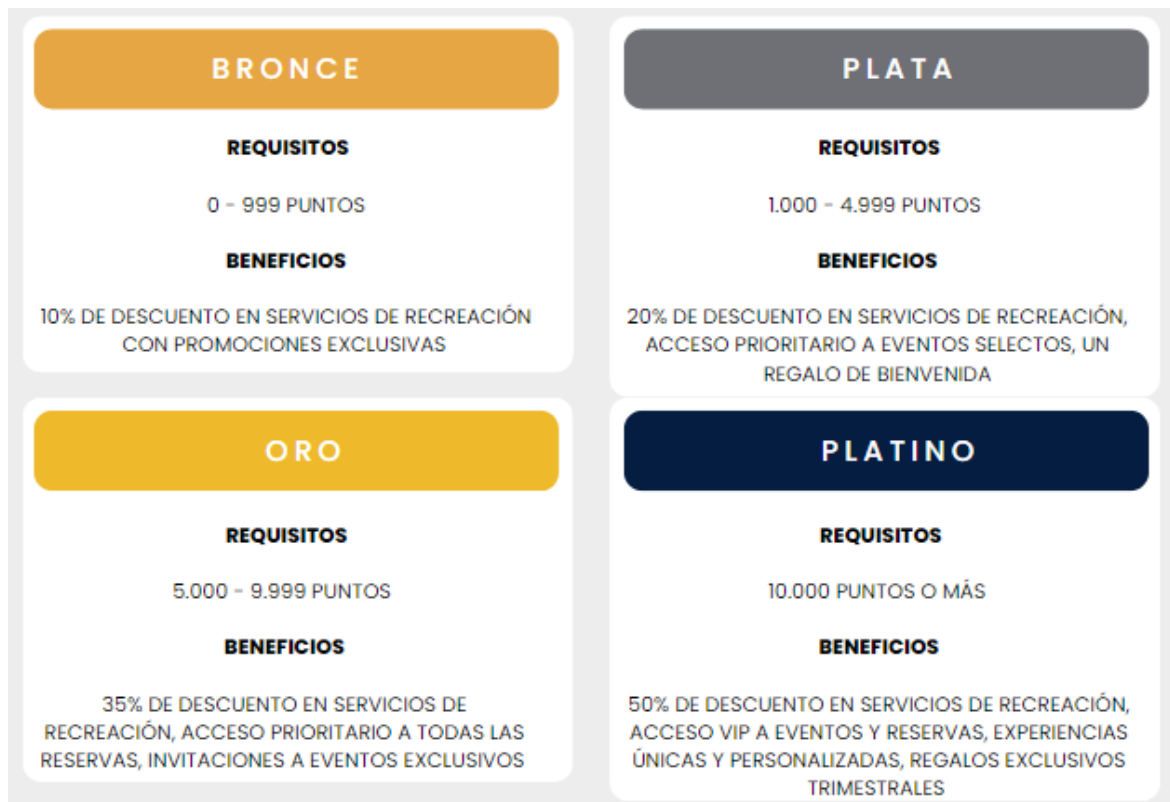 BRONCE
REQUISITOS
0 - 999 PUNTOS
BENEFICIOS
10% DE DESCUENTO EN SERVICIOS DE RECREACIÓN
CON PROMOCIONES EXCLUSIVAS
PLATA
REQUISITOS
1.000 - 4.999 PUNTOS
BENEFICIOS
20% DE DESCUENTO EN SERVICIOS DE RECREACIÓN,
ACCESO PRIORITARIO A EVENTOS SELECTOS, UN
REGALO DE BIENVENIDA
ORO
REQUISITOS
5.000 - 9.999 PUNTOS
BENEFICIOS
35% DE DESCUENTO EN SERVICIOS DE
RECREACIÓN, ACCESO PRIORITARIO A TODAS LAS
RESERVAS, INVITACIONES A EVENTOS EXCLUSIVOS
PLATINO
REQUISITOS
10.000 PUNTOS O MÁS
BENEFICIOS
50% DE DESCUENTO EN SERVICIOS DE RECREACIÓN,
ACCESO VIP A EVENTOS Y RESERVAS, EXPERIENCIAS
ÚNICAS Y PERSONALIZADAS, REGALOS EXCLUSIVOS
TRIMESTRALES